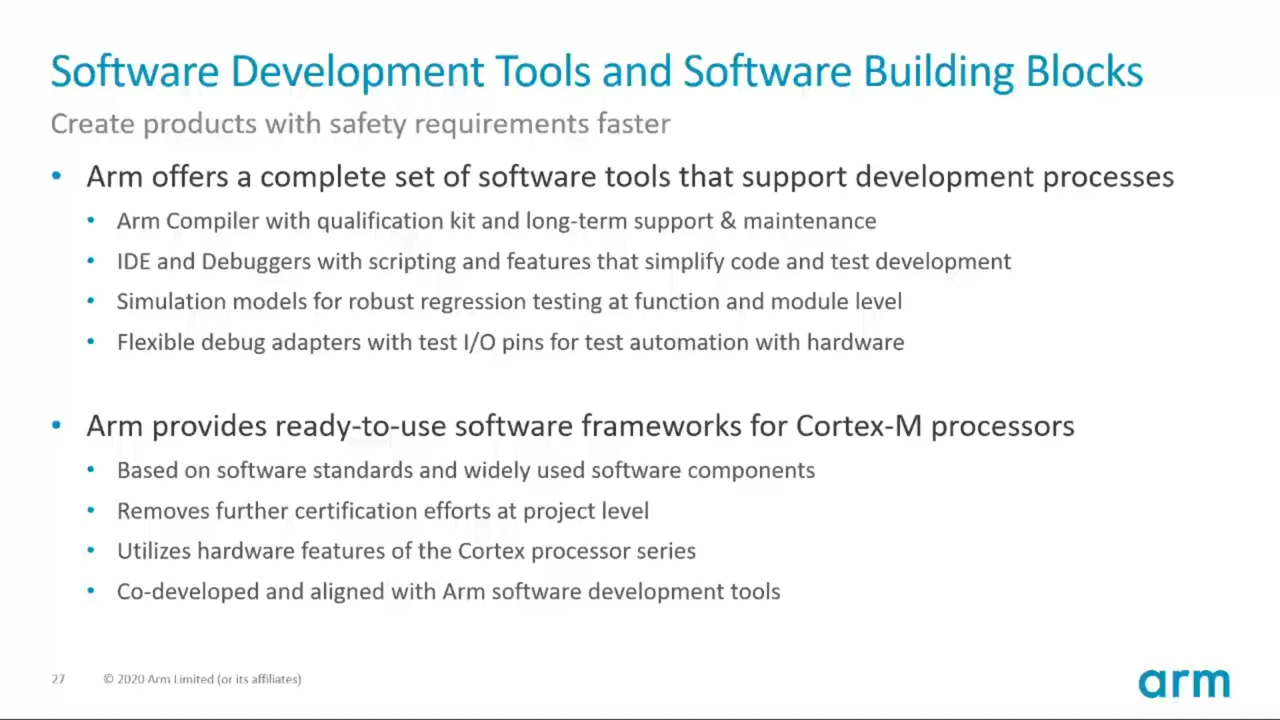 Software Development Tools and Software Building Blocks
Create products with safety requirements faster
• Arm offers a complete set of software tools that support development processes
• Arm Compiler with qualification kit and long-term support & maintenance
• IDE and Debuggers with scripting and features that simplify code and test development
• Simulation models for robust regression testing at function and module level
• Flexible debug adapters with test I/O pins for test automation with hardware
• Arm provides ready-to-use software frameworks for Cortex-M processors
• Based on software standards and widely used software components
• Removes further certification efforts at project level
• Utilizes hardware features of the Cortex processor series
• Co-developed and aligned with Arm software development tools
27 © 2020 Arm Limited (or its affiliates)
arm